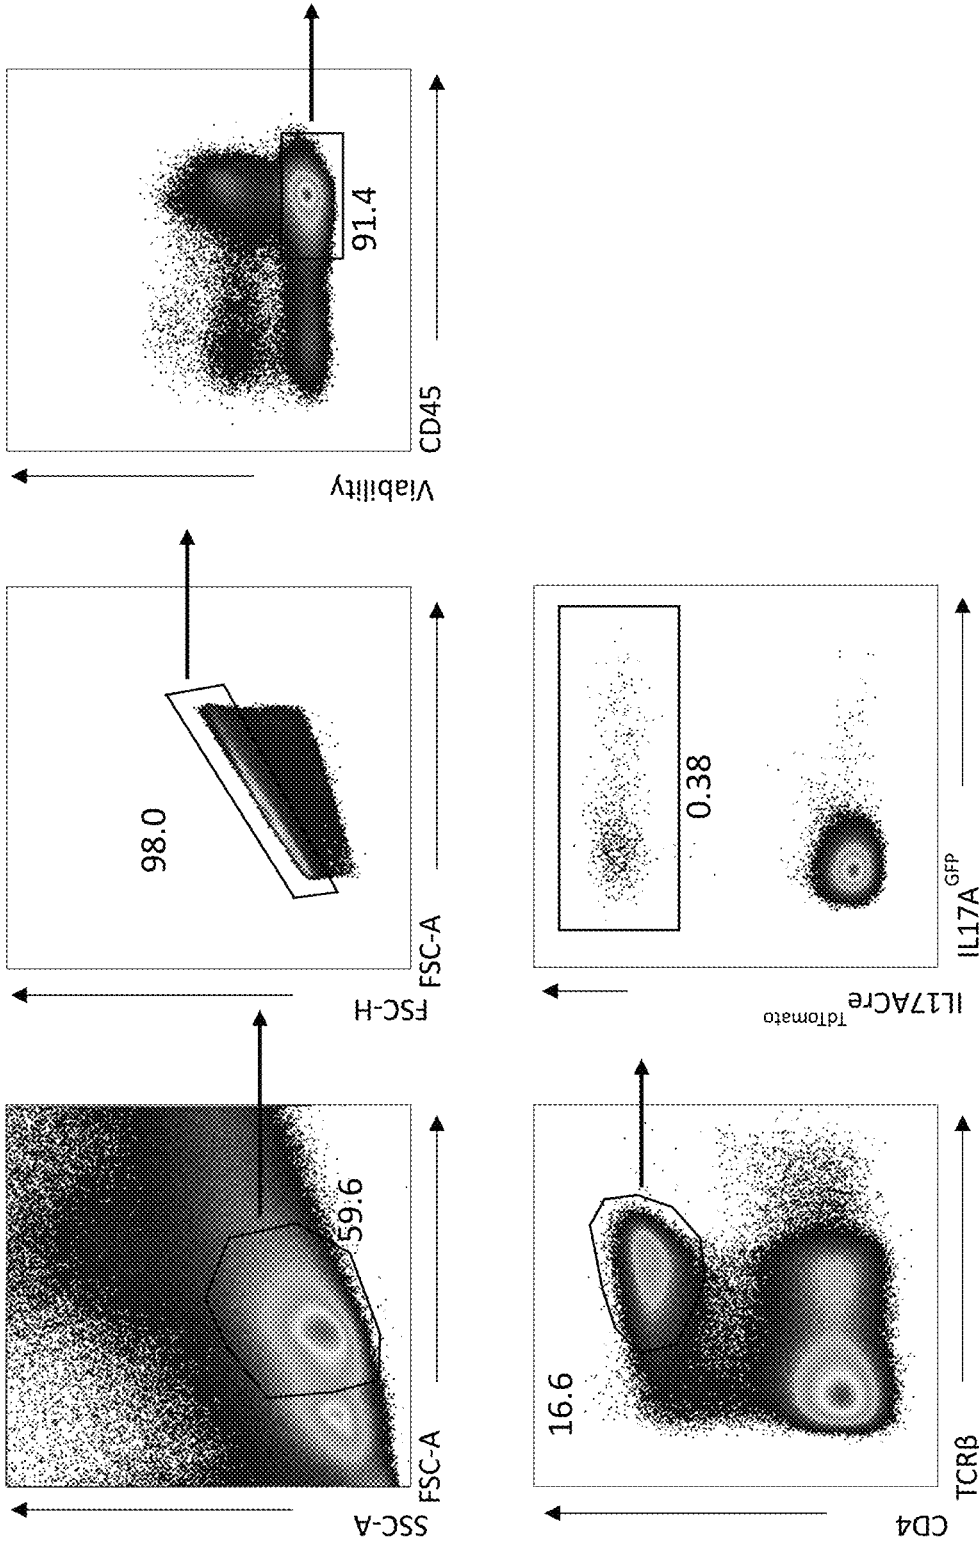 SSC-A
59.6
FSC-A
FSC-H
98.0
FSC-A
Viability
91.4
CD45
CD4
16.6
TCRβ
IL17ACre^TdTomato
0.38
IL17A^GFP